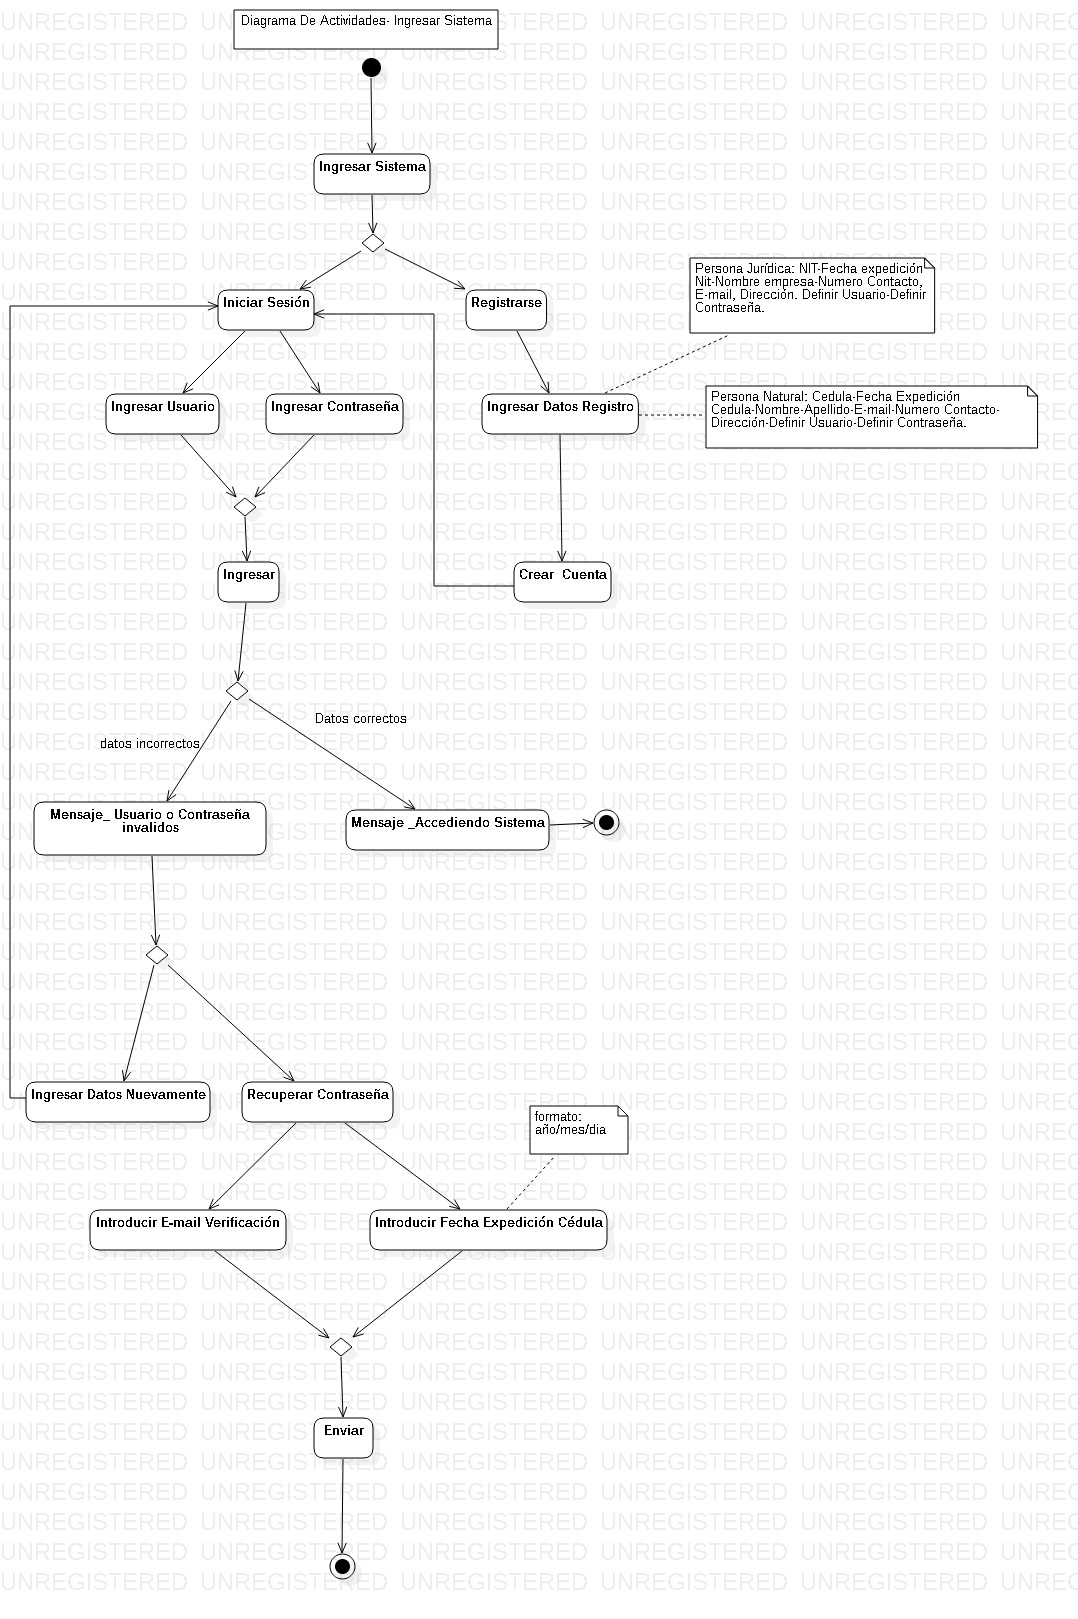 Diagrama De Actividades- Ingresar Sistema
Ingresar Sistema
Iniciar Sesión
Registrarse
Persona Jurídica: NIT-Fecha expedición
Nit-Nombre empresa-Numero Contacto,
E-mail, Dirección. Definir Usuario-Definir
Contraseña.
Ingresar Usuario
Ingresar Contraseña
Ingresar Datos Registro
Persona Natural: Cedula-Fecha Expedición
Cedula-Nombre-Apellido-E-mail-Numero Contacto-
Dirección-Definir Usuario-Definir Contraseña.
Ingresar
Crear  Cuenta
Datos correctos
datos incorrectos
Mensaje_ Usuario o Contraseña
invalidos
Mensaje _Accediendo Sistema
Ingresar Datos Nuevamente
Recuperar Contraseña
formato:
año/mes/dia
Introducir E-mail Verificación
Introducir Fecha Expedición Cédula
Enviar
UNREGISTERED